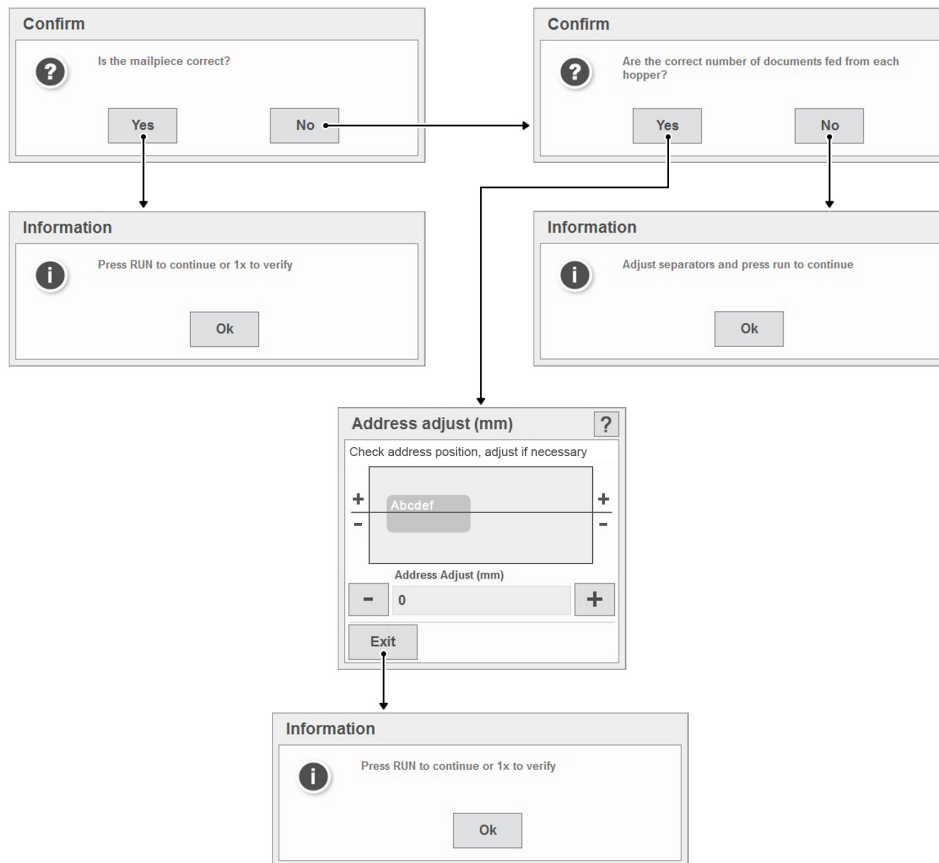 Confirm
?
Is the mailpiece correct?
Yes
No
Confirm
?
Are the correct number of documents fed from each
hopper?
Yes
No
Information
i
Press RUN to continue or 1x to verify
Ok
Information
i
Adjust separators and press run to continue
Ok
Address adjust (mm)
?
Check address position, adjust if necessary
+
-
Abcdef
+
-
Address Adjust (mm)
-
0
+
Exit
Information
i
Press RUN to continue or 1x to verify
Ok